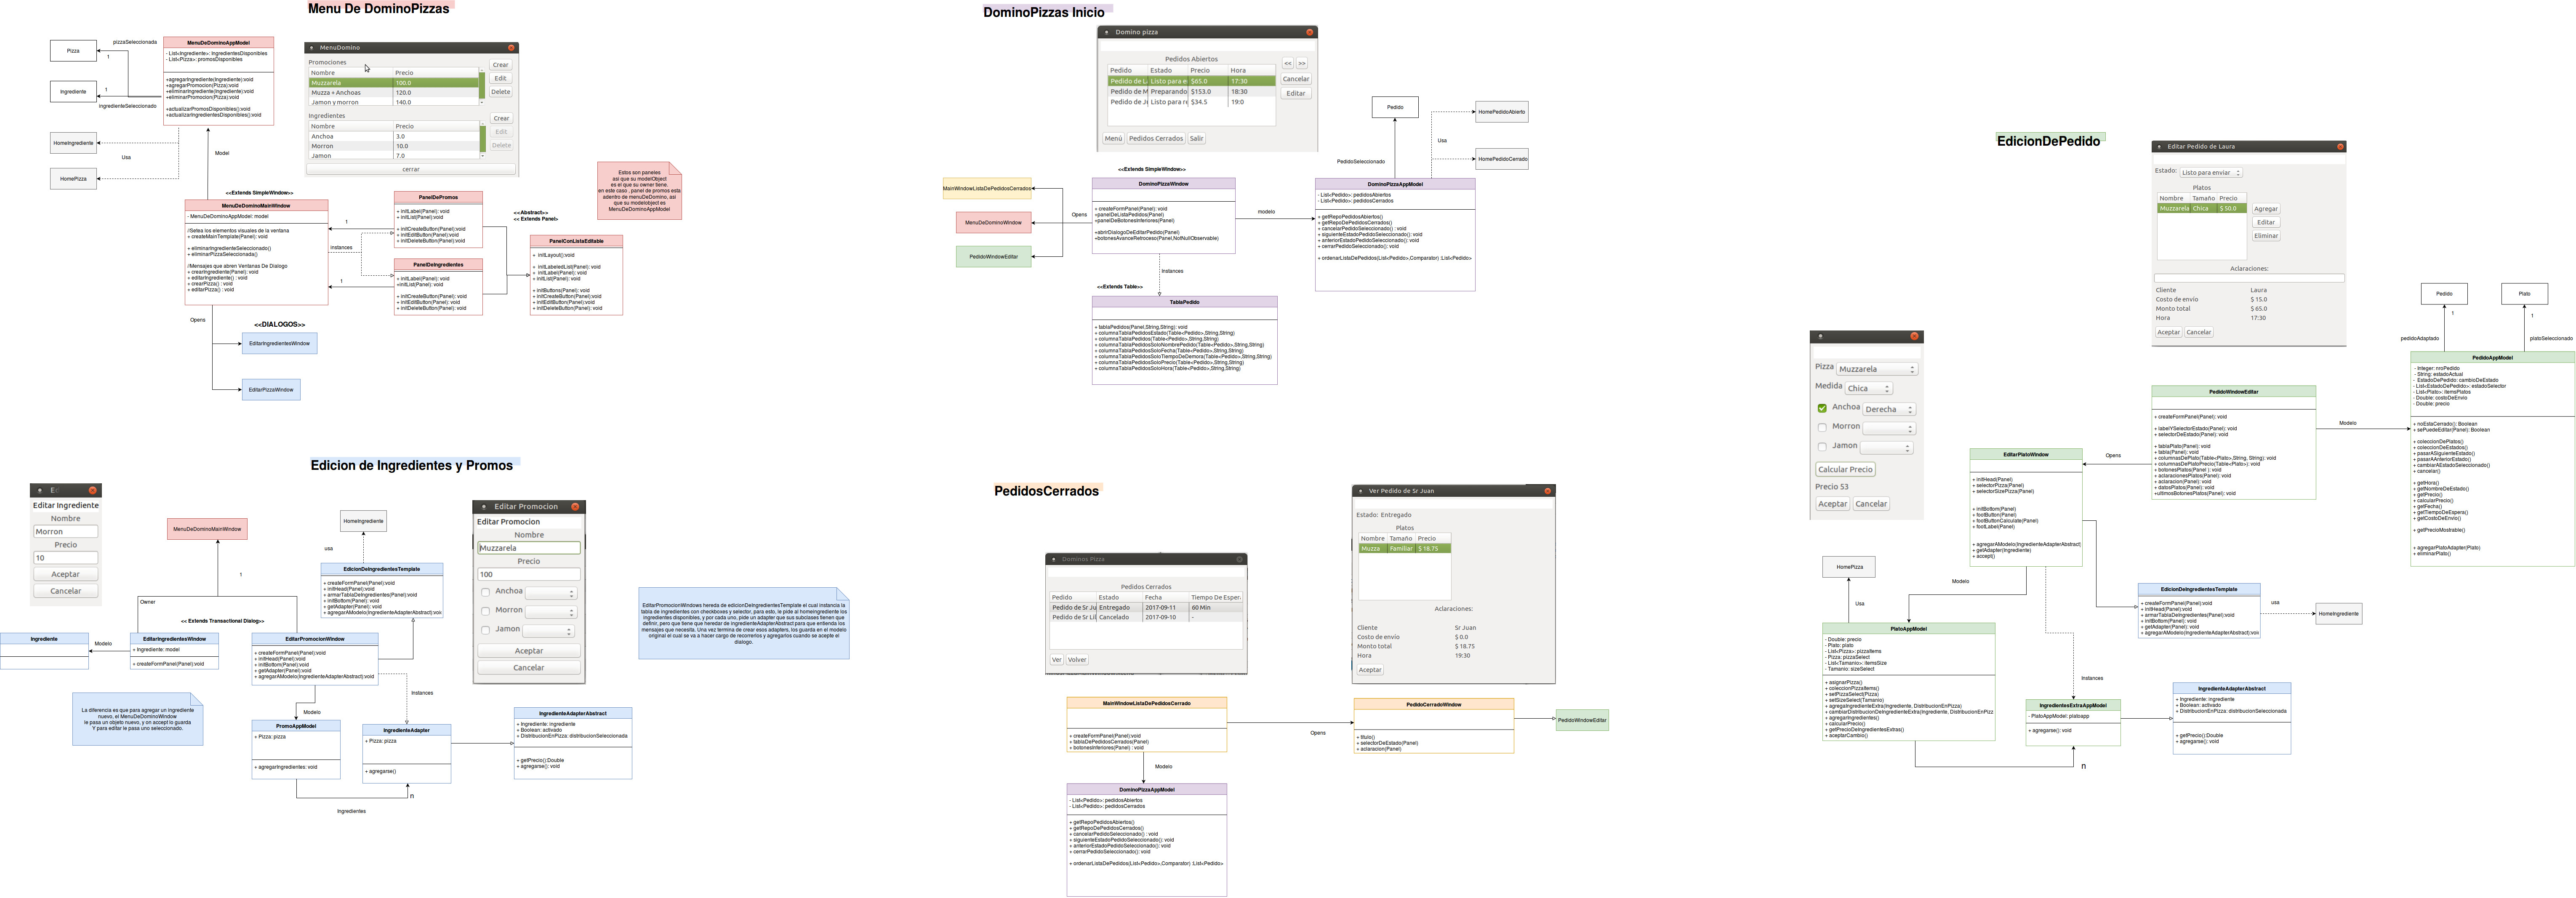 Menu De DominoPizzas
pizzaSeleccionada
Pizza
1
Ingrediente
1
ingredienteSeleccionado
HomeIngrediente
Usa
HomePizza
MenuDeDominoAppModel
- List<Ingrediente>: IngredientesDisponibles
- List<Pizza>: promosDisponibles
+agregarIngrediente(Ingrediente):void
+agregarPromocion(Pizza):void
+eliminarIngrediente(Ingrediente):void
+eliminarPromocion(Pizza):void
+actualizarPromosDisponibles():void
+actualizarIngredientesDisponibles():void
Model
MenuDomino
Promociones
Nombre Precio
Muzzarela 100.0
Muzza + Anchoas 120.0
Jamon y morron 140.0
Crear
Edit
Delete
Ingredientes
Nombre Precio
Anchoa 3.0
Morron 10.0
Jamon 7.0
Crear
Edit
Delete
cerrar
<<Extends SimpleWindow>>
MenuDeDominoMainWindow
- MenuDeDominoAppModel: model
//Setea los elementos visuales de la ventana
+ createMainTemplate(Panel): void
+ eliminarIngredienteSeleccionado()
+ eliminarPizzaSeleccionada()
//Mensajes que abren Ventanas De Dialogo
+ crearIngrediente(Panel): void
+ editarIngrediente() : void
+ crearPizza() : void
+ editarPizza() : void
1
instances
1
PanelDePromos
+ initLabel(Panel): void
+ initList(Panel):void
+ initCreateButton(Panel):void
+ initEditButton(Panel):void
+ initDeleteButton(Panel):void
PanelDeIngredientes
+ initLabel(Panel): void
+initList(Panel): void
+ initCreateButton(Panel):void
+ initEditButton(Panel):void
+ initDeleteButton(Panel):void
<<Abstract>>
<< Extends Panel>
PanelConListaEditable
+ initLayout():void
+ initLabeledList(Panel): void
+ initLabel(Panel): void
+ initList(Panel): void
+ initButtons(Panel): void
+ initCreateButton(Panel):void
+ initEditButton(Panel):void
+ initDeleteButton(Panel):void
Estos son paneles
asi que su modelObject
es el que su owner tiene.
en este caso , panel de promos esta
adentro de menuDeDomino, asi
que su modelobject es
MenuDeDominoAppModel
Opens
<<DIALOGOS>>
EditarIngredientesWindow
EditarPizzaWindow
DominoPizzas Inicio
Domino pizza
Pedidos Abiertos
Pedido Estado Precio Hora
Pedido de L Listo para e $65.0 17:30
Pedido de M Preparando $153.0 18:30
Pedido de J Listo para r $34.5 19:0
<< >>
Cancelar
Editar
Menú Pedidos Cerrados Salir
<<Extends SimpleWindow>>
MainWindowListaDePedidosCerrados
MenuDeDominoWindow
PedidoWindowEditar
Opens
DominoPizzaWindow
+ createFormPanel(Panel): void
+panelDeListaPedidos(Panel)
+panelDeBotonesInferiores(Panel)
+abrirDialogoDeEditarPedido(Panel)
+botonesAvanceRetroceso(Panel,NotNullObservable)
modelo
Instances
<<Extends Table>>
TablaPedido
+ tablaPedidos(Panel,String,String): void
+ columnaTablaPedidosEstado(Table<Pedido>,String,String)
+ columnaTablaPedidos(Table<Pedido>,String,String)
+ columnaTablaPedidosSoloNombrePedido(Table<Pedido>,String,String)
+ columnaTablaPedidosSoloFecha(Table<Pedido>,String,String)
+ columnaTablaPedidosSoloTiempoDeDemora(Table<Pedido>,String,String)
+ columnaTablaPedidosSoloPrecio(Table<Pedido>,String,String)
+ columnaTablaPedidosSoloHora(Table<Pedido>,String,String)
Pedido
HomePedidoAbierto
Usa
HomePedidoCerrado
PedidoSeleccionado
DominoPizzaAppModel
- List<Pedido>: pedidosAbiertos
- List<Pedido>: pedidosCerrados
+ getRepoPedidosAbiertos()
+ getRepoDePedidosCerrados()
+ cancelarPedidoSeleccionado() : void
+ siguienteEstadoPedidoSeleccionado(): void
+ anteriorEstadoPedidoSeleccionado(): void
+ cerrarPedidoSeleccionado(): void
+ ordenarListaDePedidos(List<Pedido>,Comparator) :List<Pedido>
EdicionDePedido
Editar Pedido de Laura
Estado: Listo para enviar
Platos
Nombre Tamaño Precio
Muzzarela Chica $ 50.0
Agregar
Editar
Eliminar
Aclaraciones:
Cliente Laura
Costo de envío $ 15.0
Monto total $ 65.0
Hora 17:30
Aceptar Cancelar
Pizza Muzzarela
Medida Chica
Anchoa Derecha
Morron
Jamon
Calcular Precio
Precio 53
Aceptar Cancelar
Pedido
Plato
1
1
pedidoAdaptado
platoSeleccionado
PedidoAppModel
- Integer: nroPedido
- String: estadoActual
- EstadoDePedido: cambioDeEstado
- List<EstadoDePedido>: estadoSelector
- List<Plato>: itemsPlatos
- Double: costoDeEnvio
- Double: precio
+ noEstaCerrado(): Boolean
+ sePuedeEditar(Panel): Boolean
+ coleccionDePlatos()
+ coleccionDeEstados()
+ pasarASiguienteEstado()
+ pasarAAnteriorEstado()
+ cambiarAEstadoSeleccionado()
+ cancelar()
+ getHora()
+ getNombreDeEstado()
+ getPrecio()
+ calcularPrecio()
+ getFecha()
+ getTiempoDeEspera()
+ getCostoDeEnvio()
+ getPrecioMostrable()
+ agregarPlatoAdapter(Plato)
+ eliminarPlato()
PedidoWindowEditar
+ createFormPanel(Panel): void
+ labelYSelectorEstado(Panel): void
+ selectorDeEstado(Panel): void
+ tablaPlato(Panel): void
+ tabla(Panel): void
+ columnasDePlato(Table<Plato>,String, String): void
+ columnasDePlatoPrecio(Table<Plato>): void
+ botonesPlatos(Panel ): void
+ aclaracionesPlatos(Panel): void
+ aclaracion(Panel): void
+ datosPlatos(Panel): void
+ultimosBotonesPlatos(Panel): void
Modelo
Opens
EditarPlatoWindow
+ initHead(Panel): void
+ selectorPizza(Panel)
+ selectorSizePizza(Panel)
+ initBottom(Panel)
+ footButton(Panel)
+ footButtonCalculate(Panel)
+ footLabel(Panel)
+ agregarAModelo(IngredienteAdapterAbstract)
+ getAdapter(Ingrediente)
+ accept()
HomePizza
Usa
Modelo
PlatoAppModel
- Double: precio
- Plato: plato
- List<Pizza>: pizzaItems
- Pizza: pizzaSelect
- List<Tamanio>: itemsSize
- Tamanio: sizeSelect
+ asignarPizza()
+ coleccionPizzaItems()
+ setPizzaSelect(Pizza)
+ setSizeSelect(Tamanio)
+ agregaIngredienteExtra(Ingrediente, DistribucionEnPizza)
+ cambiarDistribucionDeIngredienteExtra(Ingrediente, DistribucionEnPizz
+ agregarIngredientes()
+ calcularPrecio()
+ getPrecioDeIngredientesExtras()
+ aceptarCambio()
Instances
n
IngredientesExtraAppModel
- PlatoAppModel: platoapp
+ agregarse(): void
EdicionDeIngredientesTemplate
+ createFormPanel(Panel):void
+ initHead(Panel):void
+ armarTablaDeIngredientes(Panel):void
+ initBottom(Panel):void
+ getAdapter(Panel):void
+ agregarAModelo(IngredienteAdapterAbstract):voic
usa
HomeIngrediente
IngredienteAdapterAbstract
+ Ingrediente: ingrediente
+ Boolean: activado
+ DistribucionEnPizza: distribucionSeleccionada
+ getPrecio():Double
+ agregarse(): void
Edicion de Ingredientes y Promos
E
Editar Ingrediente
Nombre
Morron
Precio
10
Aceptar
Cancelar
MenuDeDominoMainWindow
1
Owner
HomeIngrediente
usa
EdicionDeIngredientesTemplate
+ createFormPanel(Panel):void
+ initHead(Panel):void
+ armarTablaDeIngredientes(Panel):void
+ initBottom(Panel):void
+ getAdapter(Panel):void
+ agregarAModelo(IngredienteAdapterAbstract):voic
Editar Promocion
Editar Promocion
Nombre
Muzzarela
Precio
100
Anchoa
Morron
Jamon
Aceptar
Cancelar
<< Extends Transactional Dialog>>
Ingrediente
Modelo
EditarIngredientesWindow
+ Ingrediente: model
+ createFormPanel(Panel):void
EditarPromocionWindow
+ createFormPanel(Panel):void
+ initHead(Panel):void
+ initBottom(Panel):void
+ getAdapter(Panel):void
+ agregarAModelo(IngredienteAdapterAbstract):void
Instances
Modelo
La diferencia es que para agregar un ingrediente
nuevo, el MenuDeDominoWindow
le pasa un objeto nuevo, y on accept lo guarda
Y para editar le pasa uno seleccionado.
PromoAppModel
+ Pizza: pizza
+ agregarIngredientes: void
IngredienteAdapter
+ Pizza: pizza
+ agregarse()
n
Ingredientes
IngredienteAdapterAbstract
+ Ingrediente: ingrediente
+ Boolean: activado
+ DistribucionEnPizza: distribucionSeleccionada
+ getPrecio():Double
+ agregarse(): void
EditarPromocionWindows hereda de edicionDeIngredientesTemplate el cual instancia la
tabla de ingredientes con checkboxes y selector, para esto, le pide al homeingrediente los
ingredientes disponibles, y por cada uno, pide un adapter que sus subclases tienen que
definir, pero que tiene que heredar de IngredienteAdapterAbstract para que entienda los
mensajes que necesita. Una vez termina de crear esos adapters, los guarda en el modelo
original el cual se va a hacer cargo de recorrerlos y agregarlos cuando se acepte el
dialogo.
PedidosCerrados
Dominos Pizza
Pedidos Cerrados
Pedido Estado Fecha Tiempo De Esper
Pedido de Sr Ju Entregado 2017-09-11 60 Min
Pedido de Sr Lil Cancelado 2017-09-10 -
Ver Volver
Ver Pedido de Sr Juan
Estado: Entregado
Platos
Nombre Tamaño Precio
Muzza Familiar $ 18.75
Aclaraciones:
Cliente Sr Juan
Costo de envío $ 0.0
Monto total $ 18.75
Hora 19:30
Aceptar
MainWindowListaDePedidosCerrado
+ createFormPanel(Panel):void
+ tablaDePedidosCerrados(Panel)
+ botonesInferiores(Panel) : void
Opens
PedidoCerradoWindow
+ titulo()
+ selectorDeEstado(Panel)
+ aclaracion(Panel)
PedidoWindowEditar
Modelo
DominoPizzaAppModel
- List<Pedido>: pedidosAbiertos
- List<Pedido>: pedidosCerrados
+ getRepoPedidosAbiertos()
+ getRepoDePedidosCerrados()
+ cancelarPedidoSeleccionado() : void
+ siguienteEstadoPedidoSeleccionado(): void
+ anteriorEstadoPedidoSeleccionado(): void
+ cerrarPedidoSeleccionado(): void
+ ordenarListaDePedidos(List<Pedido>,Comparator) :List<Pedido>